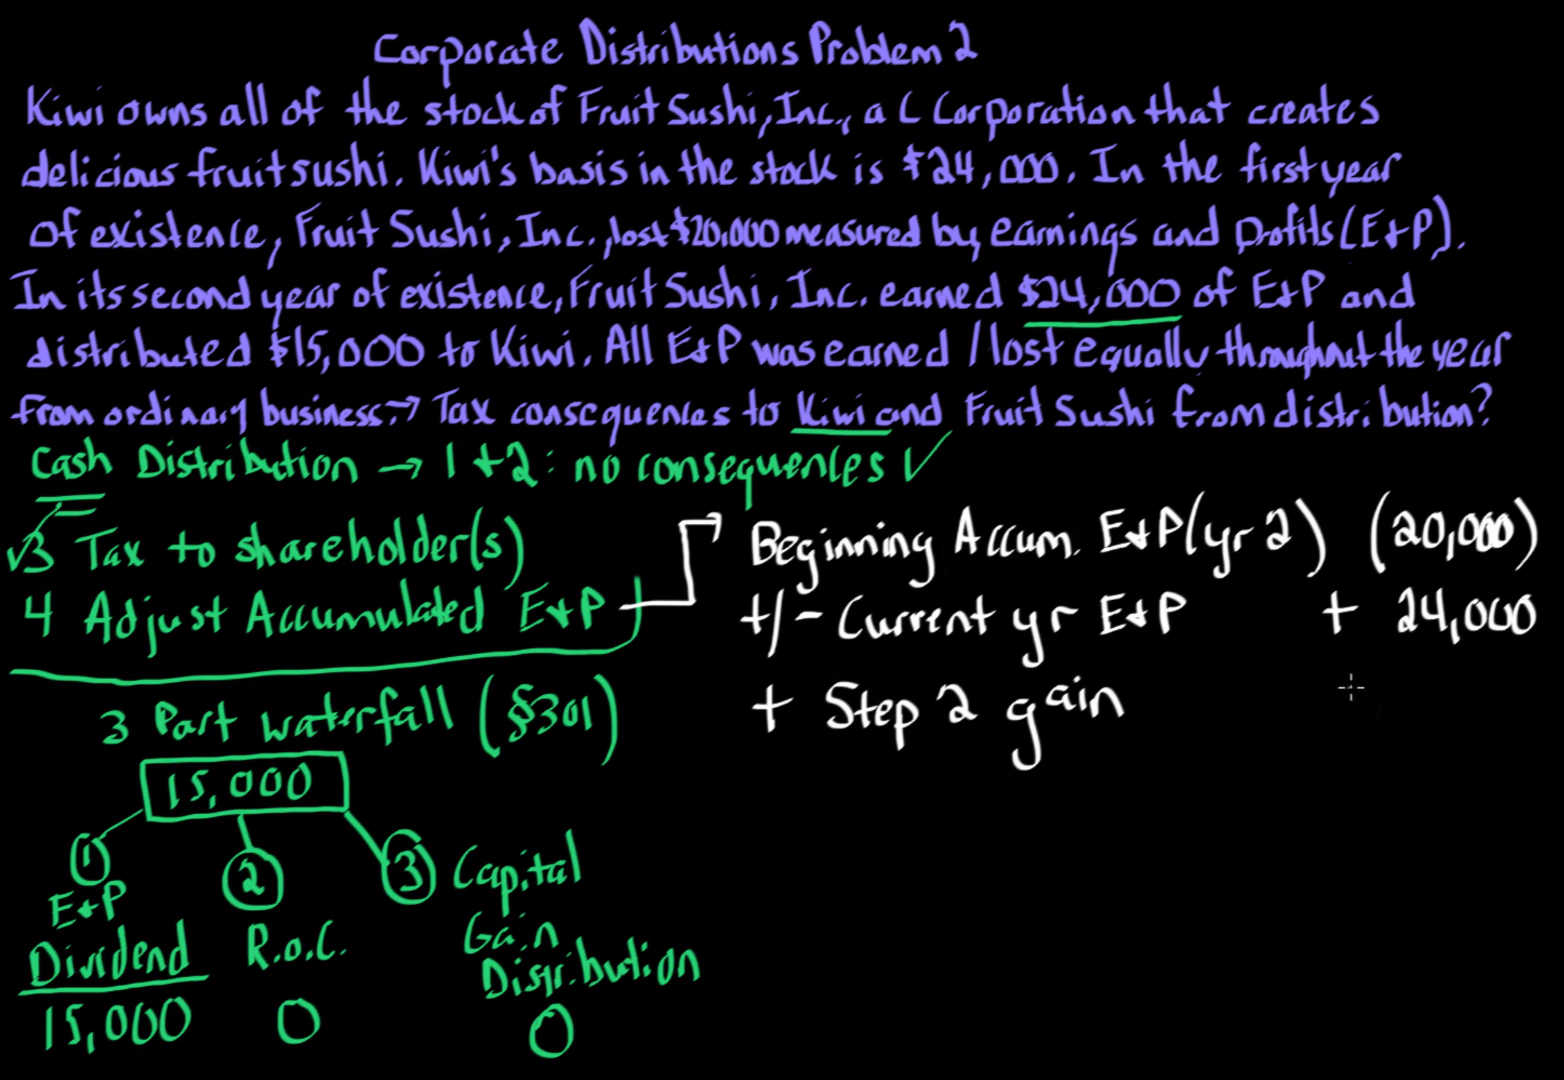 Corporate Distributions Problem 2
Kiwi owns all of the stock of Fruit Sushi, Inc., a C Corporation that creates
delicious fruit sushi. Kiwi's basis in the stock is $24,000. In the first year
of existence, Fruit Sushi, Inc., lost $20,000 measured by earnings and profits (E+P).
In its second year of existence, Fruit Sushi, Inc. earned $24,000 of E+P and
distributed $15,000 to Kiwi. All E+P was earned / lost equally throughout the year
from ordinary business → Tax consequences to Kiwi and Fruit Sushi from distribution?
Cash Distribution → 1+2: no consequences ✓
✓3 Tax to shareholder(s)
4 Adjust Accumulated E+P
3 Part waterfall (§301)
15,000
1
E+P
Dividend
15,000
2
R.o.C.
0
3 Capital
Gain
Distribution
0
Beginning Accum. E+P (yr 2) (20,000)
+/- Current yr E+P + 24,000
+ Step 2 gain